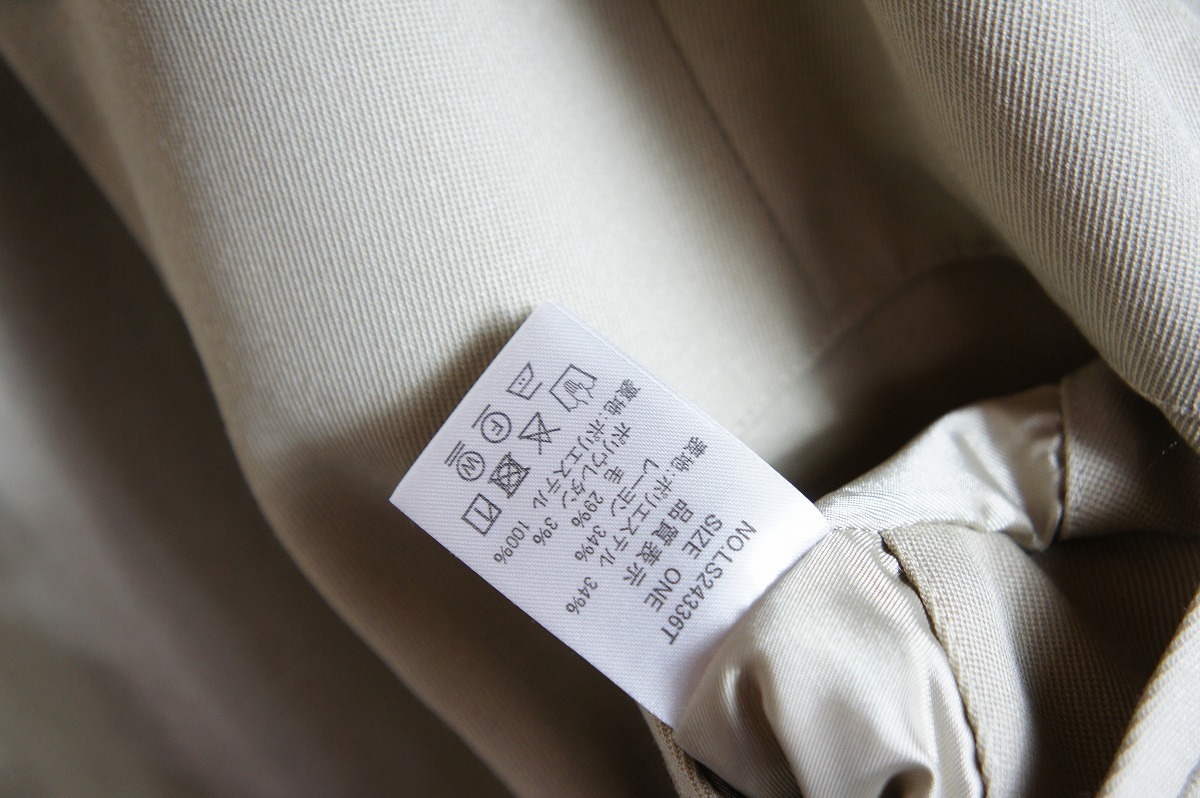 NO.LS24336T
SIZE ONE
品質表示
表地:ポリエステル 34%
レーヨン 34%
毛 29%
ポリウレタン 3%
裏地:ポリエステル 100%
F
W